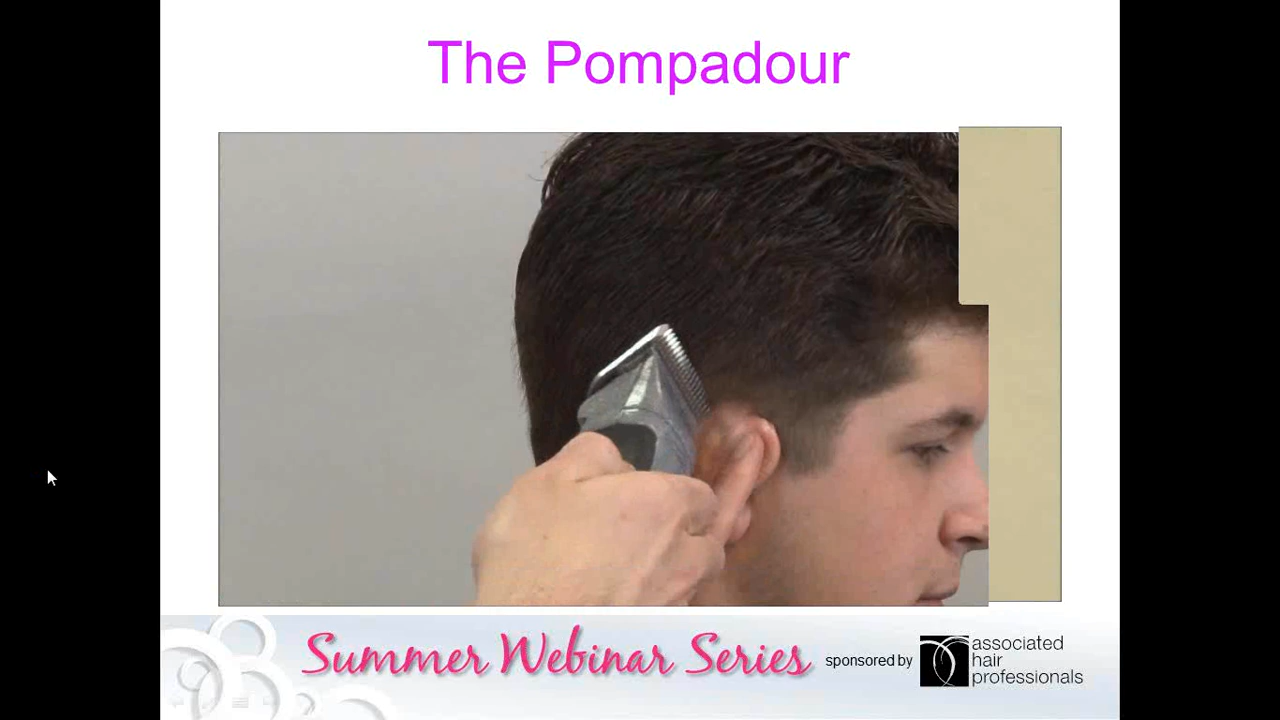 The Pompadour
Summer Webinar Series
sponsored by
associated
hair
professionals